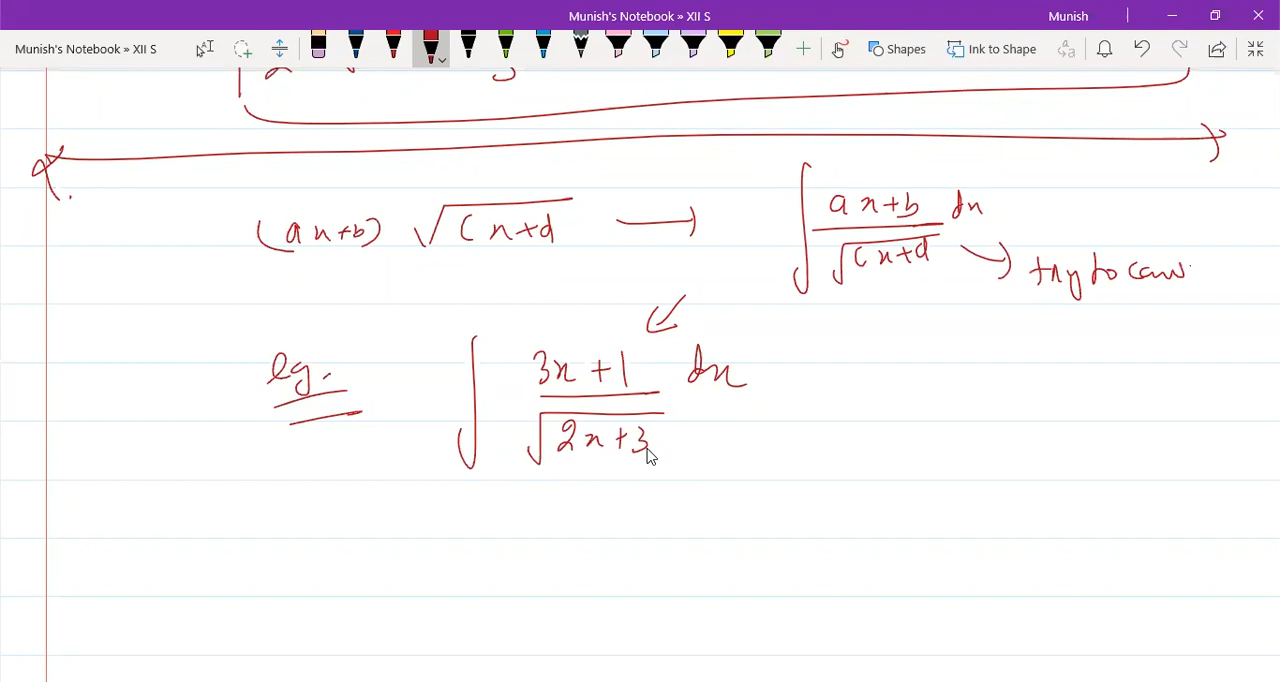 Munish's Notebook » XII S
Munish
Munish's Notebook » XII S
Shapes
Ink to Shape
(ax+b) √(cx+d) → ∫ (ax+b)/√(cx+d) dx → try to
eg. ∫ (3x+1)/√(2x+3) dx